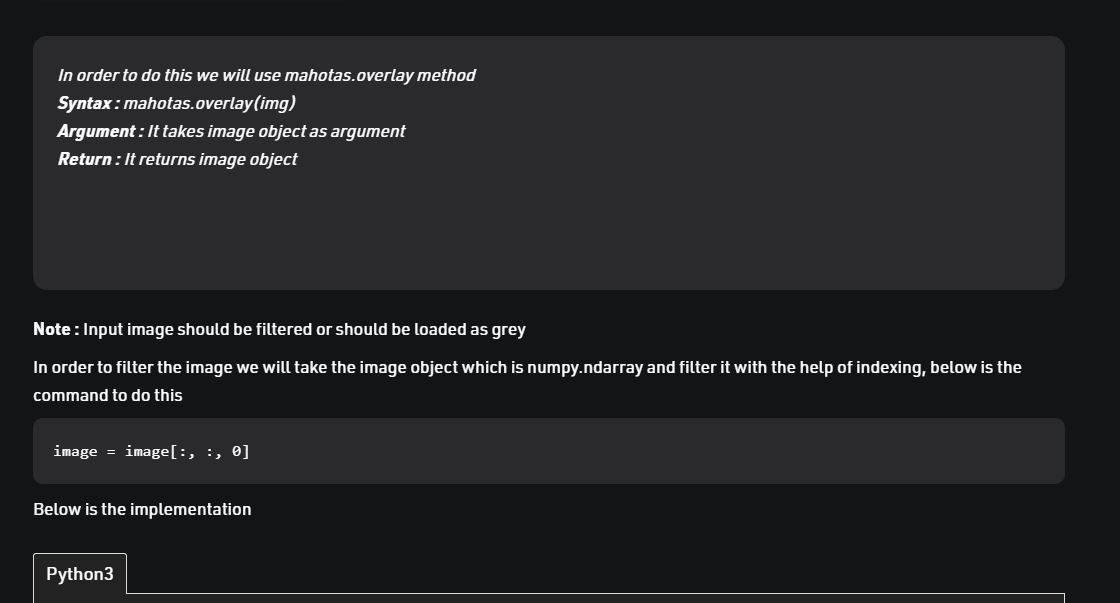 In order to do this we will use mahotas.overlay method
Syntax : mahotas.overlay(img)
Argument : It takes image object as argument
Return : It returns image object
Note : Input image should be filtered or should be loaded as grey
In order to filter the image we will take the image object which is numpy.ndarray and filter it with the help of indexing, below is the
command to do this
image = image[:, :, 0]
Below is the implementation
Python3